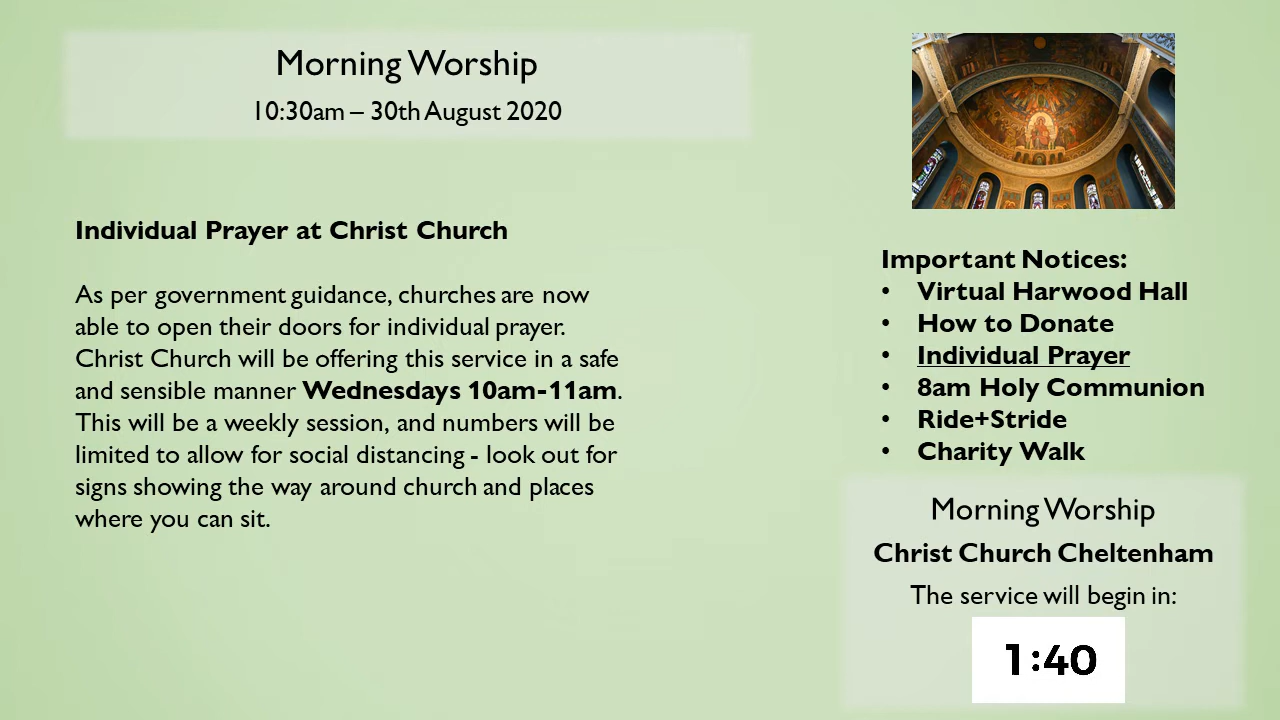 Morning Worship
10:30am – 30th August 2020
Individual Prayer at Christ Church
As per government guidance, churches are now
able to open their doors for individual prayer.
Christ Church will be offering this service in a safe
and sensible manner Wednesdays 10am-11am.
This will be a weekly session, and numbers will be
limited to allow for social distancing - look out for
signs showing the way around church and places
where you can sit.
Important Notices:
• Virtual Harwood Hall
• How to Donate
• Individual Prayer
• 8am Holy Communion
• Ride+Stride
• Charity Walk
Morning Worship
Christ Church Cheltenham
The service will begin in:
1:40